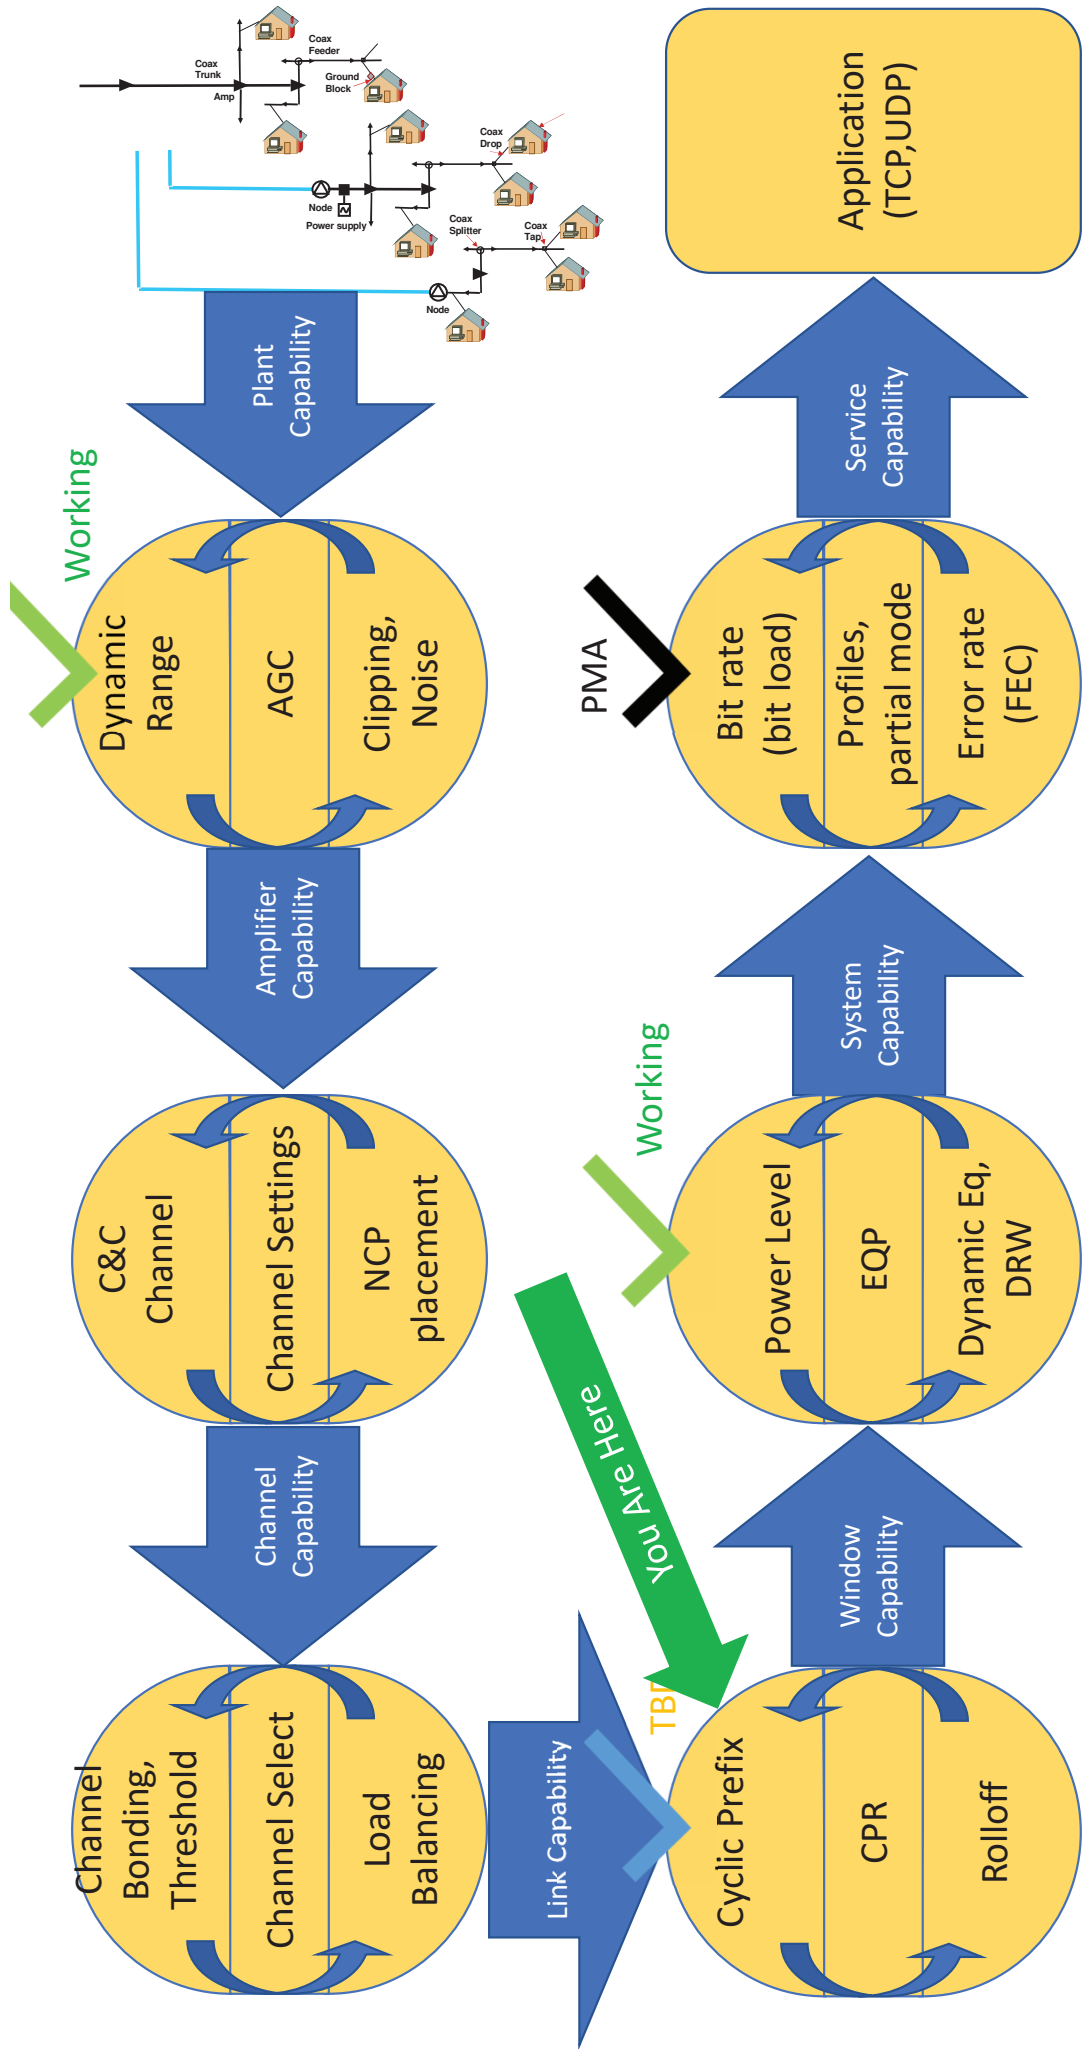 Coax
Trunk
Amp
Coax
Feeder
Ground
Block
Coax
Drop
Node
Power supply
Coax
Splitter
Coax
Tap
Node
Plant
Capability
Working
Dynamic
Range
AGC
Clipping,
Noise
Amplifier
Capability
C&C
Channel
Channel Settings
NCP
placement
Channel
Capability
Channel
Bonding,
Threshold
Channel Select
Load
Balancing
Link Capability
You Are Here
Cyclic Prefix
CPR
Rolloff
Window
Capability
Working
Power Level
EQP
Dynamic Eq,
DRW
System
Capability
PMA
Bit rate
(bit load)
Profiles,
partial mode
Error rate
(FEC)
Service
Capability
Application
(TCP,UDP)